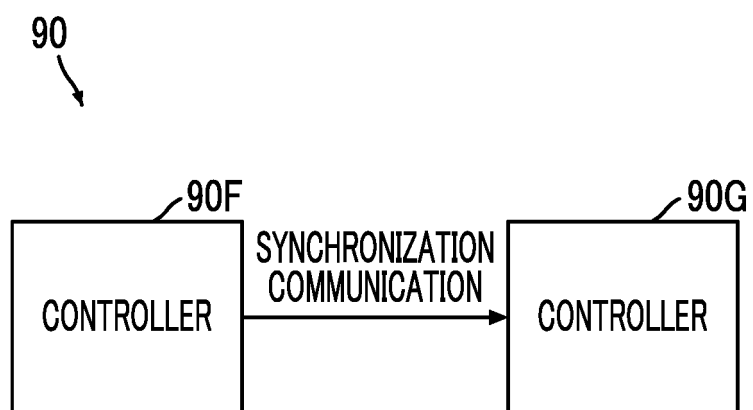 90
90F
90G
SYNCHRONIZATION
COMMUNICATION
CONTROLLER
CONTROLLER